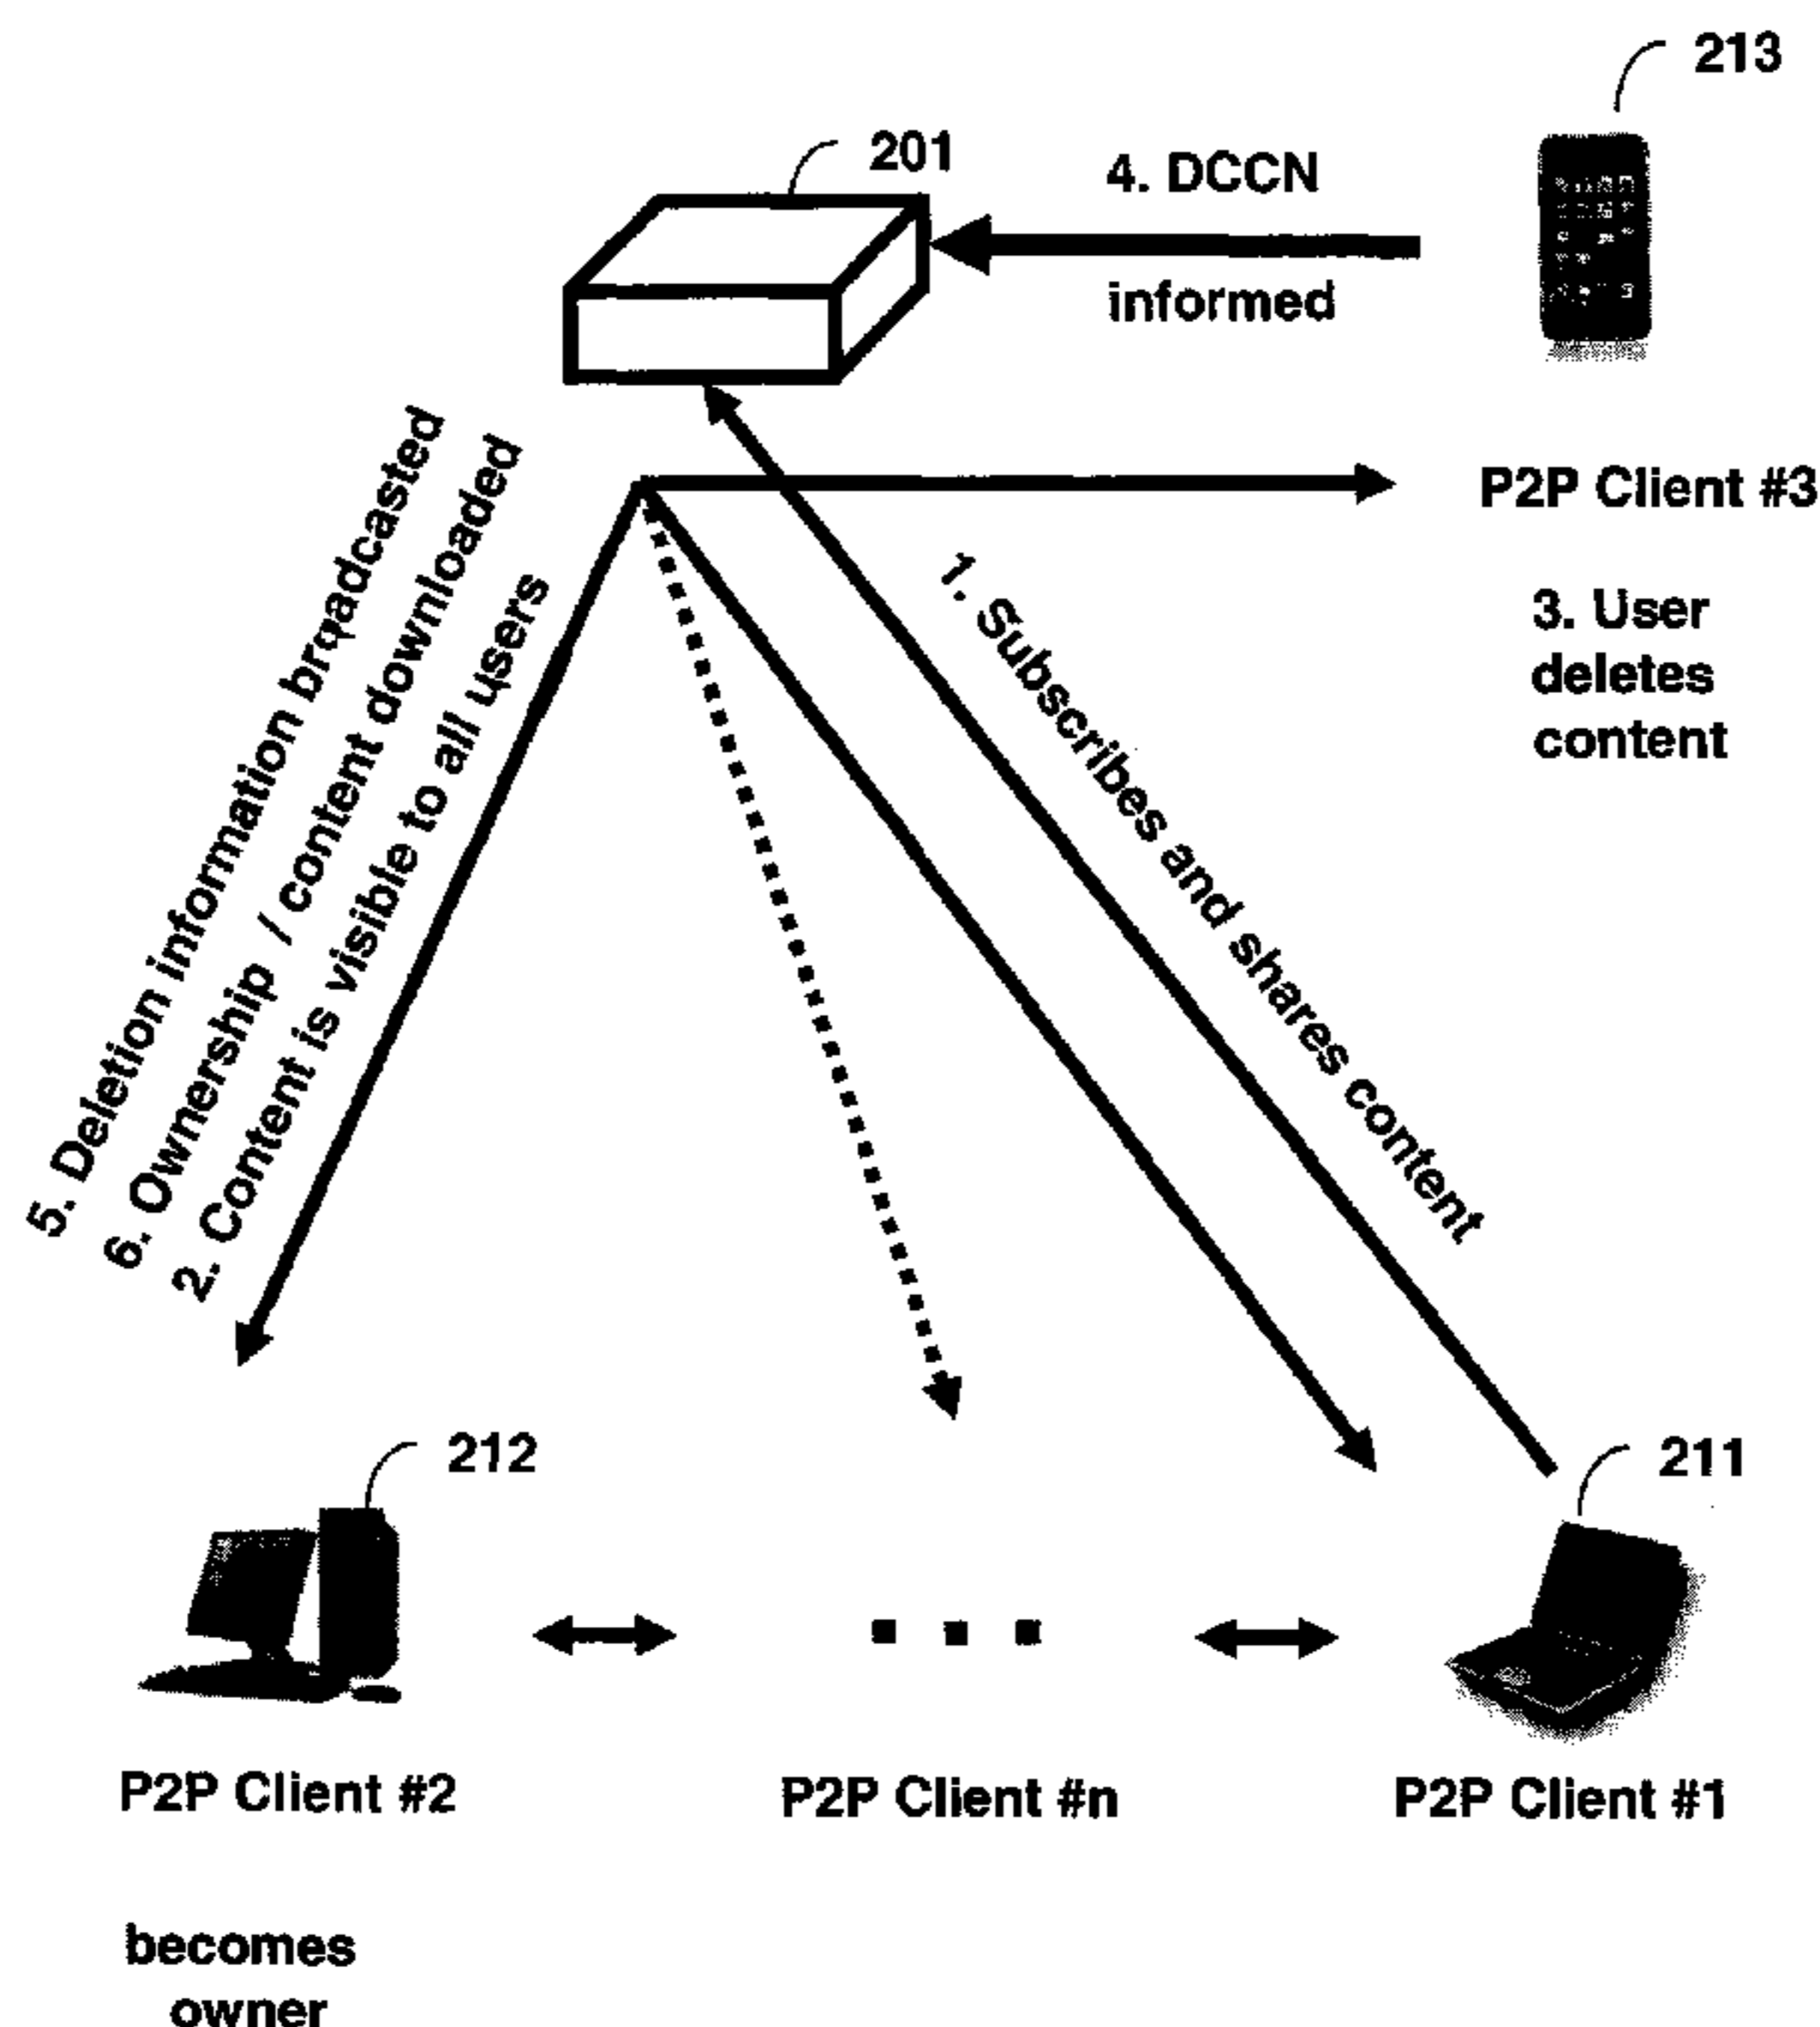 213
201
4. DCCN
informed
P2P Client #3
3. User
deletes
content
1. Subscribes and shares content
5. Deletion information broadcasted
6. Ownership / content downloaded
2. Content is visible to all users
212
211
P2P Client #2
P2P Client #n
P2P Client #1
becomes
owner